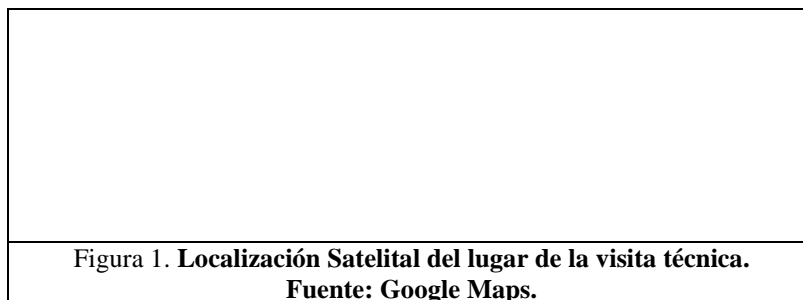 Figura 1. Localización Satelital del lugar de la visita técnica.
Fuente: Google Maps.